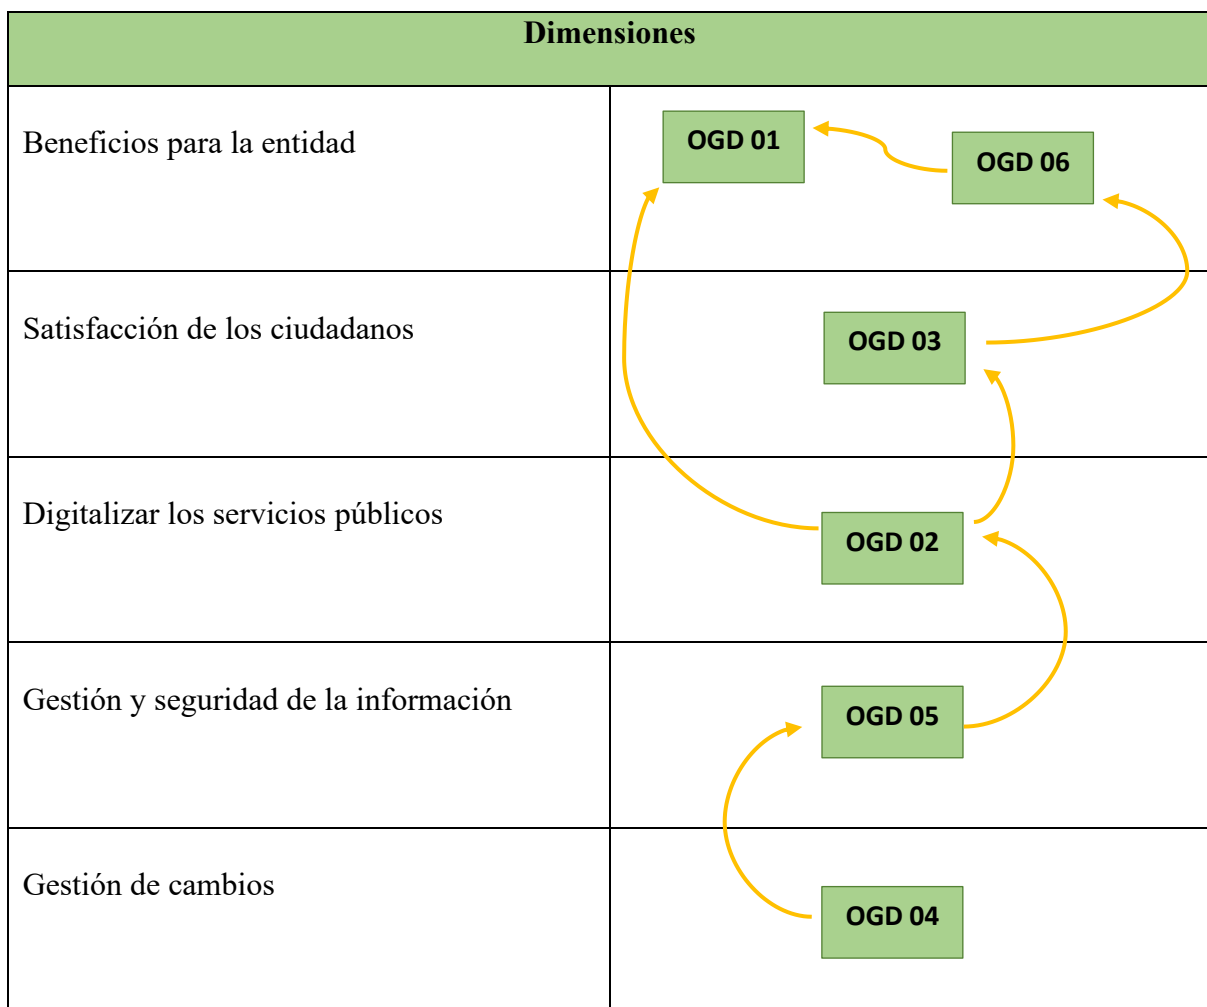 Dimensiones
Beneficios para la entidad
OGD 01
OGD 06
Satisfacción de los ciudadanos
OGD 03
Digitalizar los servicios públicos
OGD 02
Gestión y seguridad de la información
OGD 05
Gestión de cambios
OGD 04